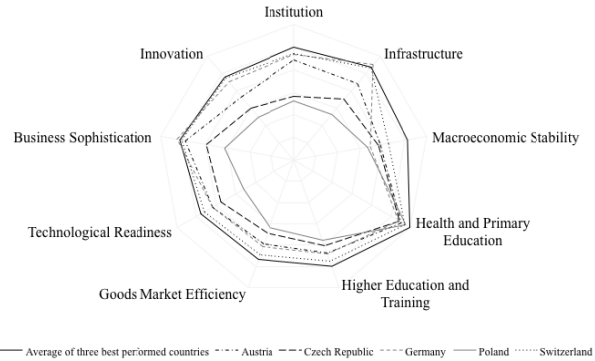 Institution
Innovation
Infrastructure
Business Sophistication
Macroeconomic Stability
Technological Readiness
Health and Primary
Education
Goods Market Efficiency
Higher Education and
Training
Average of three best performed countries Austria Czech Republic Germany Poland Switzerland